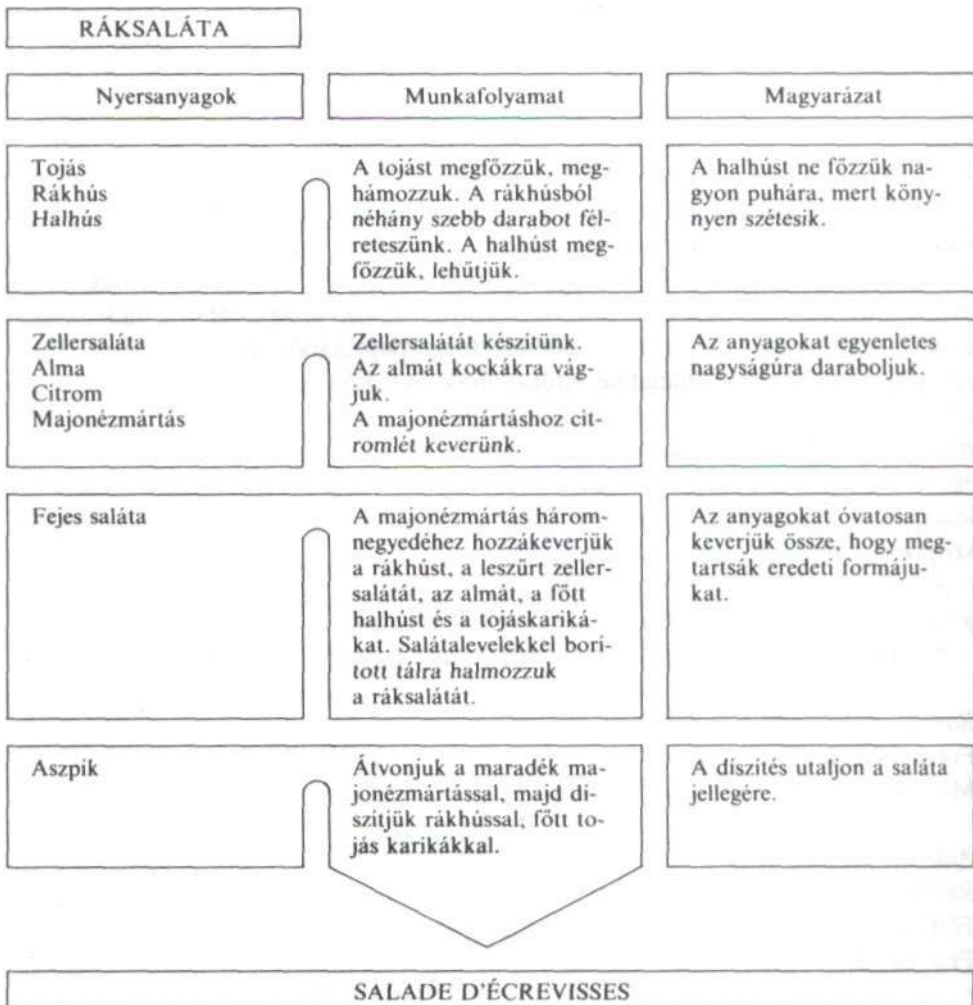 RÁKSALÁTA
Nyersanyagok
Munkafolyamat
Magyarázat
Tojás
Rákhús
Halhús
A tojást megfőzzük, meg-
hámozzuk. A rákhúsból
néhány szebb darabot fél-
reteszünk. A halhúst meg-
főzzük, lehűtjük.
A halhúst ne főzzük na-
gyon puhára, mert köny-
nyen szétesik.
Zellersaláta
Alma
Citrom
Majonézmártás
Zellersalátát készítünk.
Az almát kockákra vág-
juk.
A majonézmártáshoz cit-
romlét keverünk.
Az anyagokat egyenletes
nagyságúra daraboljuk.
Fejes saláta
A majonézmártás három-
negyedéhez hozzákeverjük
a rákhúst, a leszűrt zeller-
salátát, az almát, a főtt
halhúst és a tojáskariká-
kat. Salátalevelekkel borí-
tott tálra halmozzuk
a ráksalátát.
Az anyagokat óvatosan
keverjük össze, hogy meg-
tartsák eredeti formáju-
kat.
Aszpik
Átvonjuk a maradék ma-
jonézmártással, majd dí-
szítjük rákhússal, főtt to-
jás karikákkal.
A díszítés utaljon a saláta
jellegére.
SALADE D'ÉCREVISSES